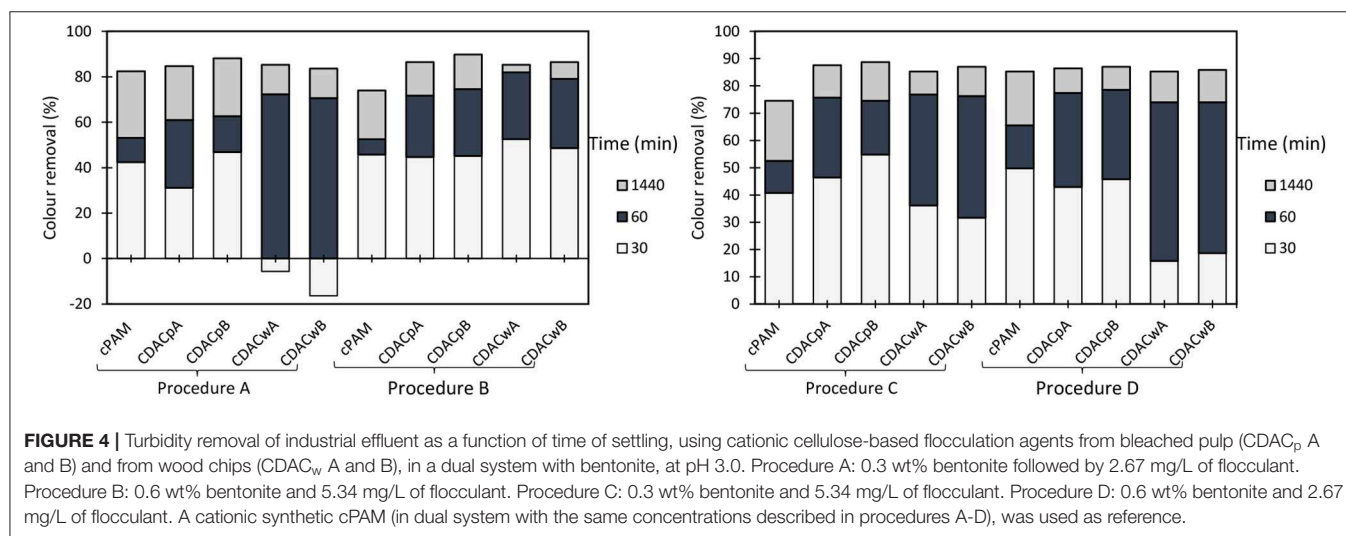 100
80
60
40
20
0
-20
Colour removal (%)
Time (min)
1440
60
30
cPAM
CDACpA
CDACpB
CDACwA
CDACwB
cPAM
CDACpA
CDACpB
CDACwA
CDACwB
Procedure A
Procedure B
100
90
80
70
60
50
40
30
20
10
0
Colour removal (%)
Time (min)
1440
60
30
cPAM
CDACpA
CDACpB
CDACwA
CDACwB
cPAM
CDACpA
CDACpB
CDACwA
CDACwB
Procedure C
Procedure D
FIGURE 4 | Turbidity removal of industrial effluent as a function of time of settling, using cationic cellulose-based flocculation agents from bleached pulp (CDACp A
and B) and from wood chips (CDACw A and B), in a dual system with bentonite, at pH 3.0. Procedure A: 0.3 wt% bentonite followed by 2.67 mg/L of flocculant.
Procedure B: 0.6 wt% bentonite and 5.34 mg/L of flocculant. Procedure C: 0.3 wt% bentonite and 5.34 mg/L of flocculant. Procedure D: 0.6 wt% bentonite and 2.67
mg/L of flocculant. A cationic synthetic cPAM (in dual system with the same concentrations described in procedures A-D), was used as reference.